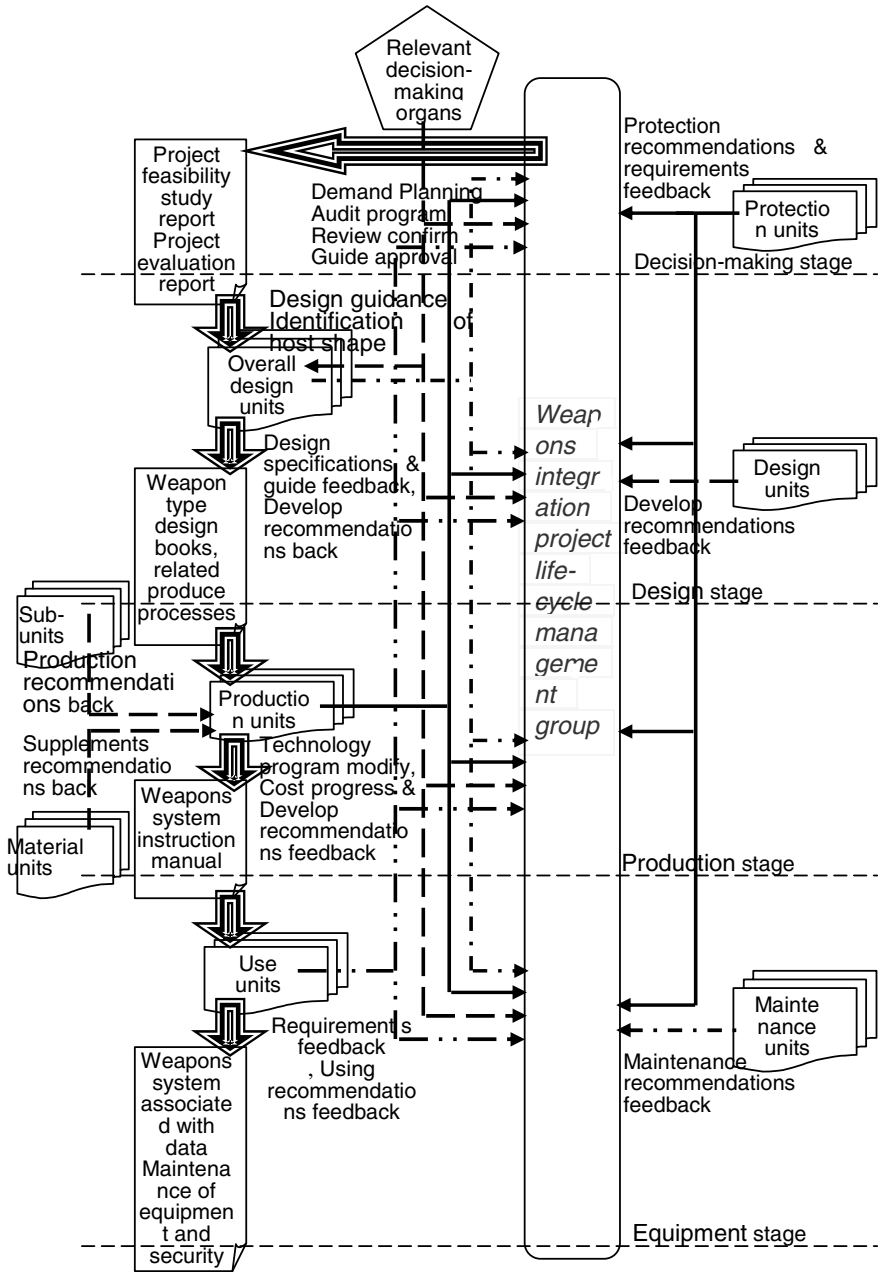 Relevant
decision-
making
organs
Project
feasibility
study
report
Project
evaluation
report
Demand Planning
Audit program
Review confirm
Guide approval
Protection
recommendations &
requirements
feedback
Protectio
n units
Decision-making stage
Design guidance
Identification of
host shape
Overall
design
units
Design
specifications &
guide feedback,
Develop
recommendatio
ns back
Weapon
type
design
books,
related
produce
processes
Weap
ons
integr
ation
project
life-
cycle
mana
geme
nt
group
Design
units
Develop
recommendations
feedback
Design stage
Sub-
units
Production
recommendati
ons back
Productio
n units
Supplements
recommendatio
ns back
Technology
program modify,
Cost progress &
Develop
recommendatio
ns feedback
Weapons
system
instruction
manual
Material
units
Production stage
Use
units
Requirement s
feedback
, Using
recommendatio
ns feedback
Mainte
nance
units
Maintenance
recommendations
feedback
Weapons
system
associate
d with
data
Maintena
nce of
equipmen
t and
security
Equipment stage